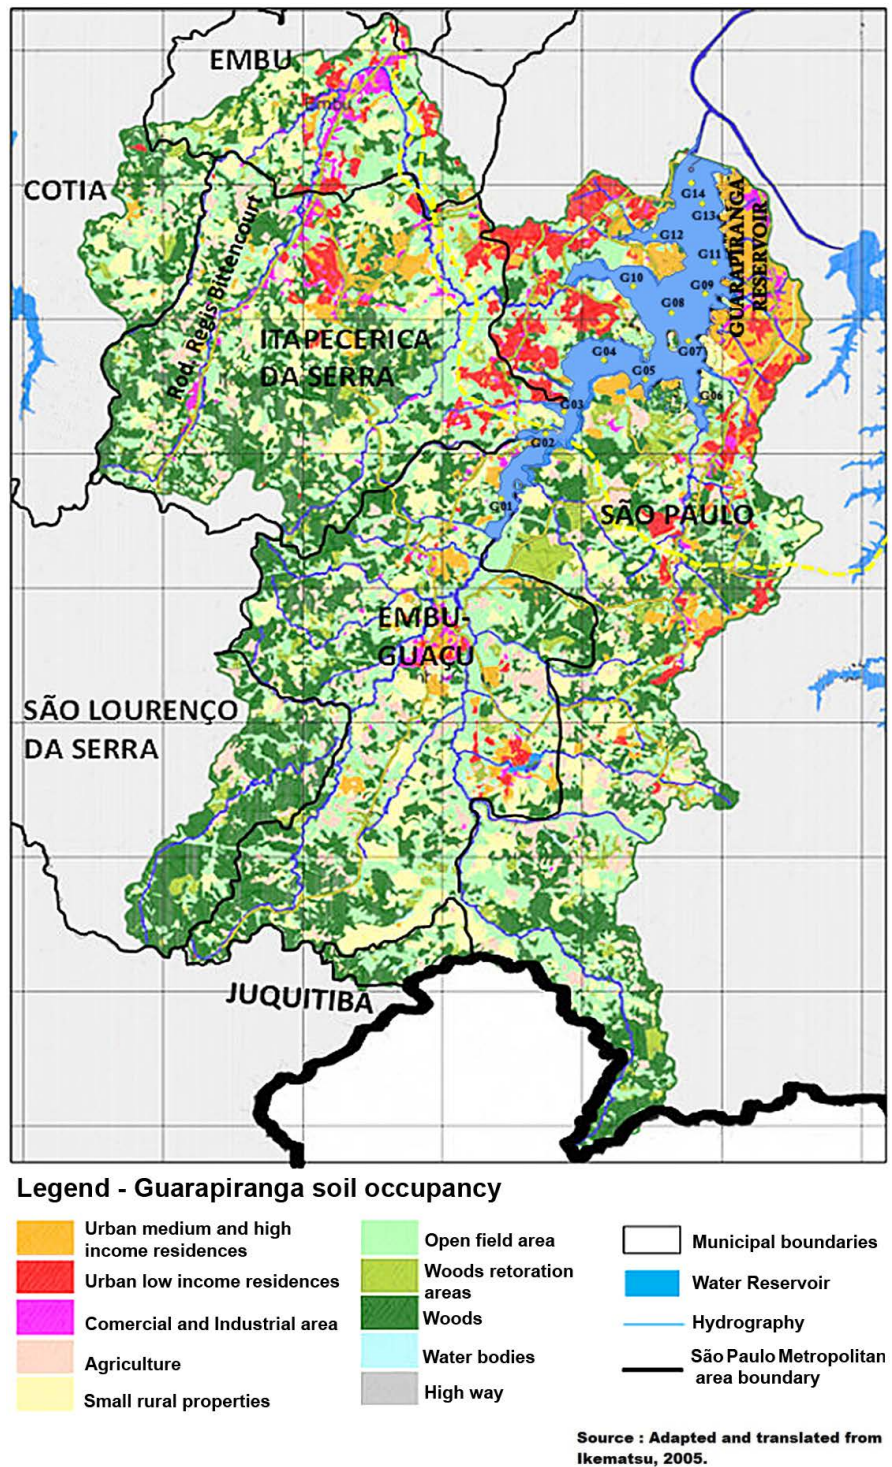 EMBU
Embu
COTIA
Rod. Regis Bittencourt
ITAPECERICA
DA SERRA
G14
G13
G12
G11
G10
G09
G08
G07
G04
G05
G06
G03
G02
G01
GUARAPIRANGA
RESERVOIR
SÃO PAULO
EMBU-
GUAÇU
SÃO LOURENÇO
DA SERRA
JUQUITIBA
Legend - Guarapiranga soil occupancy
Urban medium and high
income residences
Urban low income residences
Comercial and Industrial area
Agriculture
Small rural properties
Open field area
Woods retoration
areas
Woods
Water bodies
High way
Municipal boundaries
Water Reservoir
Hydrography
São Paulo Metropolitan
area boundary
Source : Adapted and translated from
Ikematsu, 2005.